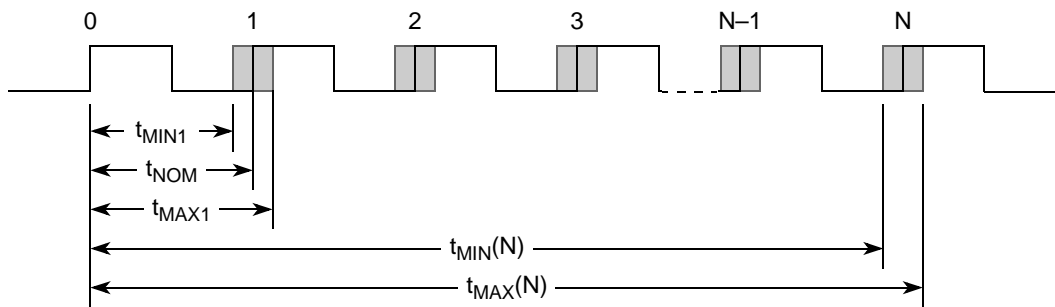 0 1 2 3 N–1 N
tMIN1
tNOM
tMAX1
tMIN(N)
tMAX(N)